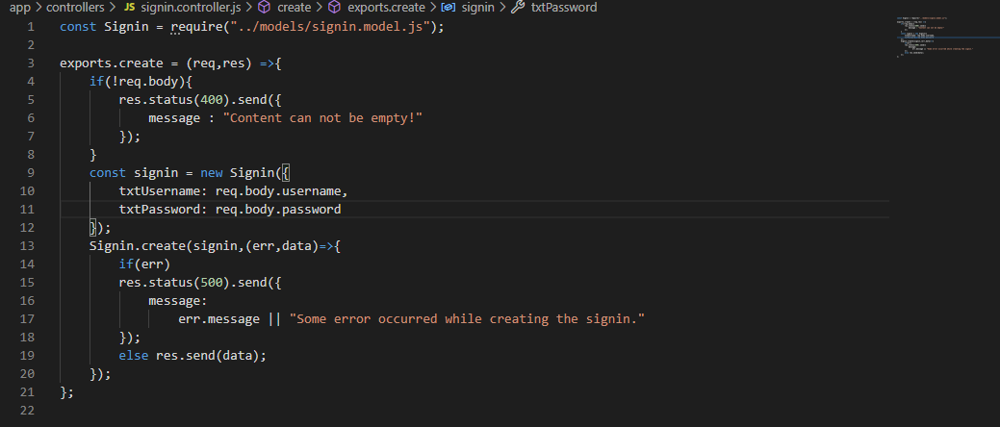 app > controllers > JS signin.controller.js > create > exports.create > signin > txtPassword
1 const Signin = require("../models/signin.model.js");
2
3 exports.create = (req,res) =>{
4     if(!req.body){
5         res.status(400).send({
6             message : "Content can not be empty!"
7         });
8     }
9     const signin = new Signin({
10         txtUsername: req.body.username,
11         txtPassword: req.body.password
12     });
13     Signin.create(signin,(err,data)=>{
14         if(err)
15         res.status(500).send({
16             message:
17                 err.message || "Some error occurred while creating the signin."
18         });
19         else res.send(data);
20     });
21 };
22